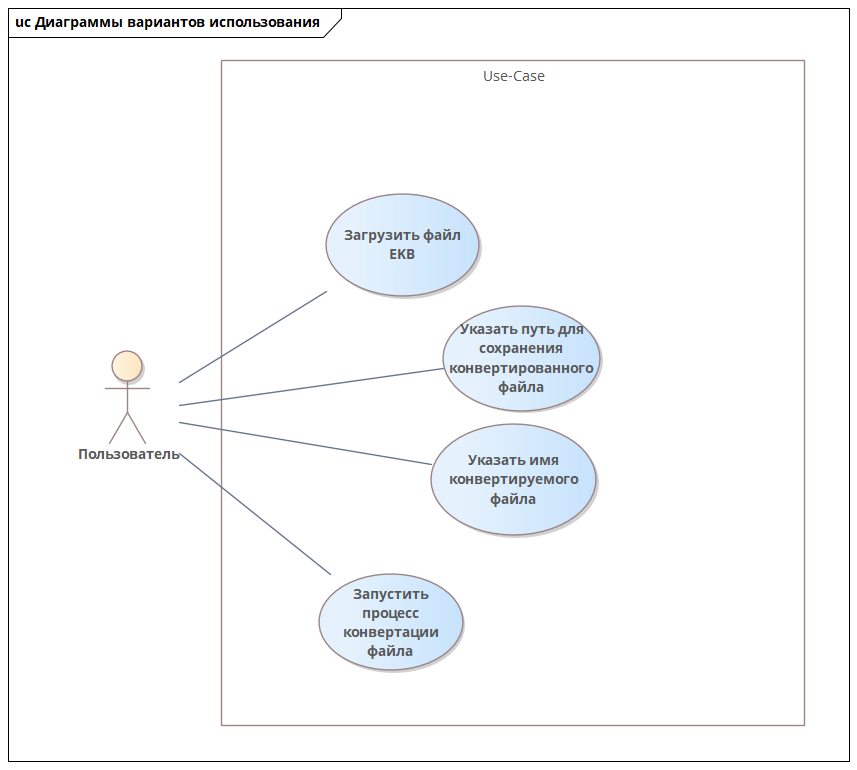 uc Диаграммы вариантов использования
Use-Case
Загрузить файл
ЕКВ
Указать путь для
сохранения
конвертированного
файла
Пользователь
Указать имя
конвертируемого
файла
Запустить
процесс
конвертации
файла